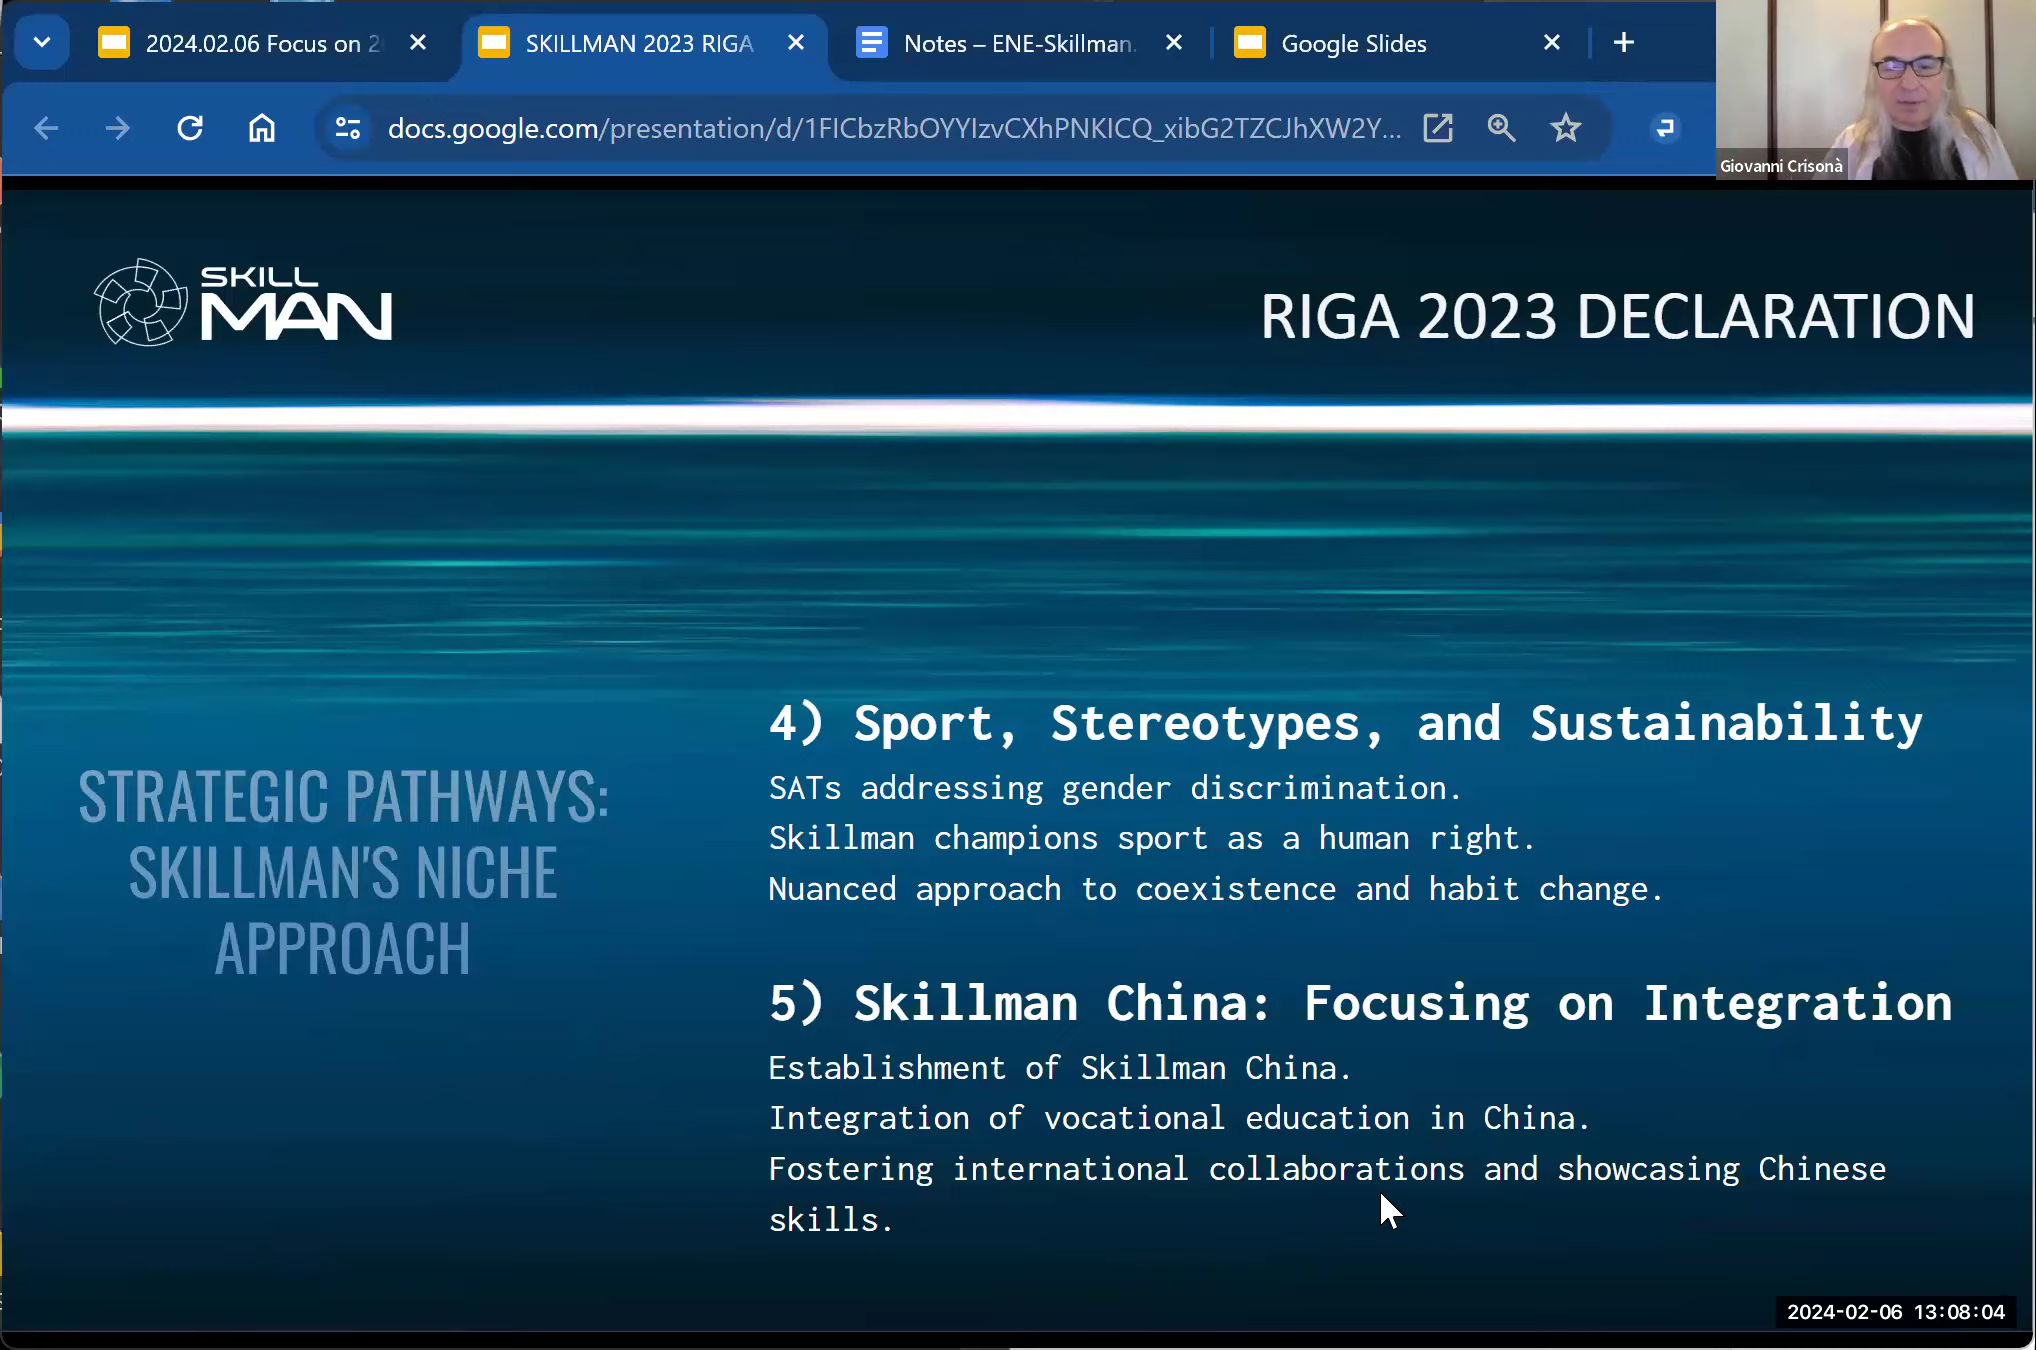 2024.02.06 Focus on 2
SKILLMAN 2023 RIGA
Notes – ENE-Skillman.
Google Slides
docs.google.com/presentation/d/1FICbzRbOYYIzvCXhPNKICQ_xibG2TZCJhXW2Y...
Giovanni Crisonà
SKILL
MAN
RIGA 2023 DECLARATION
STRATEGIC PATHWAYS:
SKILLMAN'S NICHE
APPROACH
4) Sport, Stereotypes, and Sustainability
SATs addressing gender discrimination.
Skillman champions sport as a human right.
Nuanced approach to coexistence and habit change.
5) Skillman China: Focusing on Integration
Establishment of Skillman China.
Integration of vocational education in China.
Fostering international collaborations and showcasing Chinese
skills.
2024-02-06 13:08:04